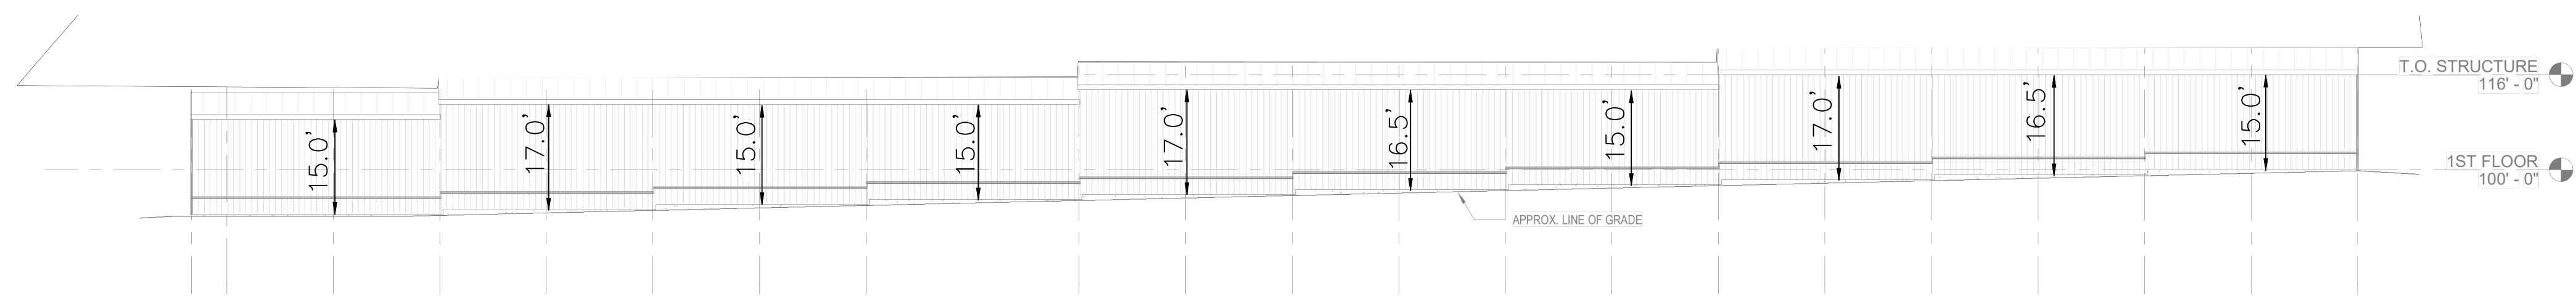 T.O. STRUCTURE
116' - 0"
15.0'
17.0'
15.0'
15.0'
17.0'
16.5'
15.0'
17.0'
16.5'
15.0'
1ST FLOOR
100' - 0"
APPROX. LINE OF GRADE